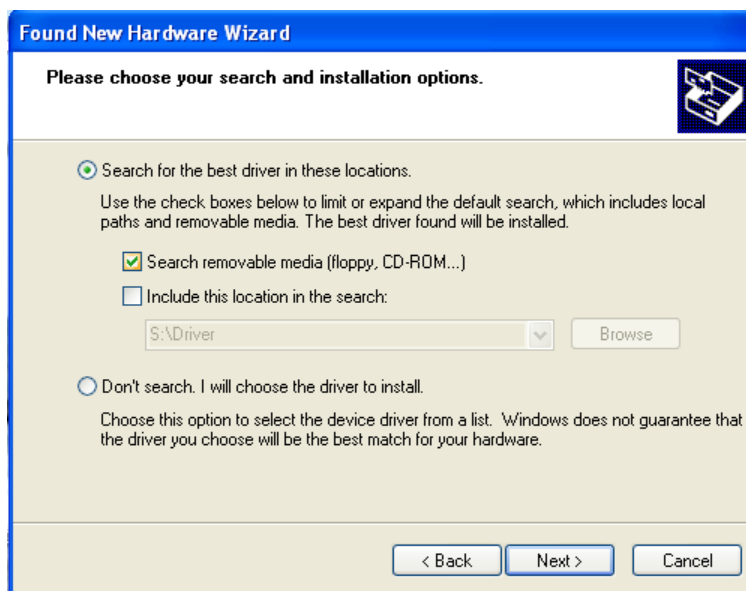 Found New Hardware Wizard
Please choose your search and installation options.
Search for the best driver in these locations.
Use the check boxes below to limit or expand the default search, which includes local
paths and removable media. The best driver found will be installed.
Search removable media (floppy, CD-ROM...)
Include this location in the search:
S:\Driver
Browse
Don't search. I will choose the driver to install.
Choose this option to select the device driver from a list. Windows does not guarantee that
the driver you choose will be the best match for your hardware.
< Back Next > Cancel